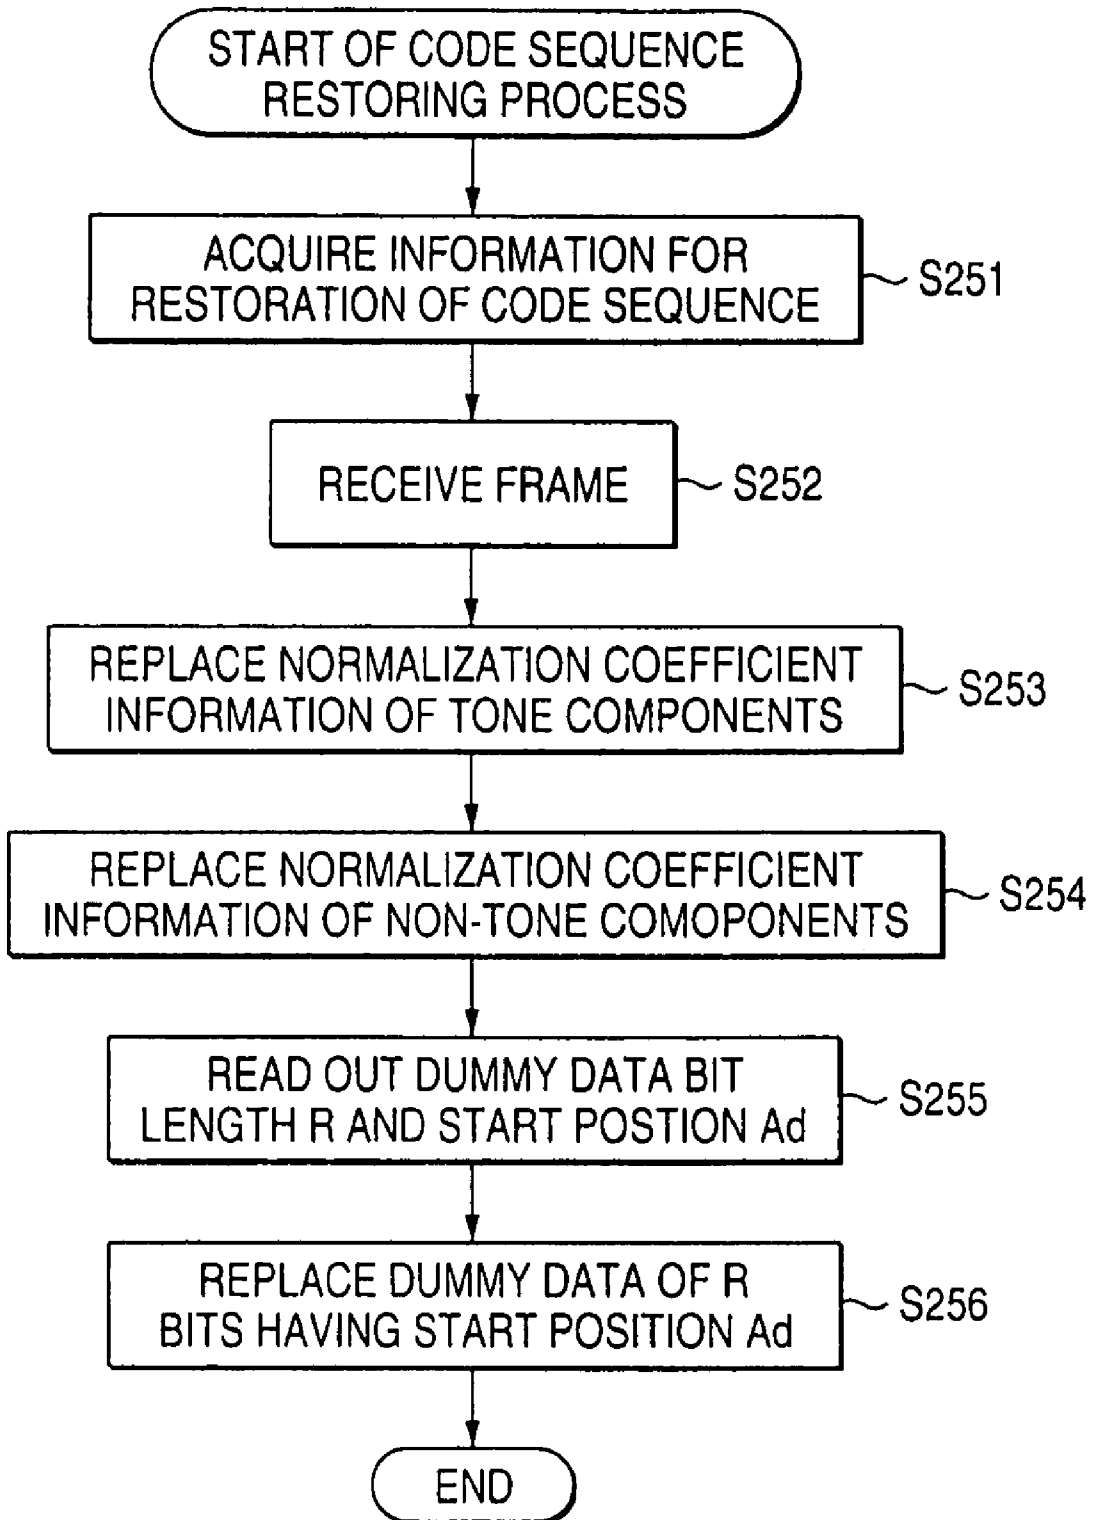 START OF CODE SEQUENCE
RESTORING PROCESS
ACQUIRE INFORMATION FOR
RESTORATION OF CODE SEQUENCE
S251
RECEIVE FRAME
S252
REPLACE NORMALIZATION COEFFICIENT
INFORMATION OF TONE COMPONENTS
S253
REPLACE NORMALIZATION COEFFICIENT
INFORMATION OF NON-TONE COMOPONENTS
S254
READ OUT DUMMY DATA BIT
LENGTH R AND START POSTION Ad
S255
REPLACE DUMMY DATA OF R
BITS HAVING START POSITION Ad
S256
END